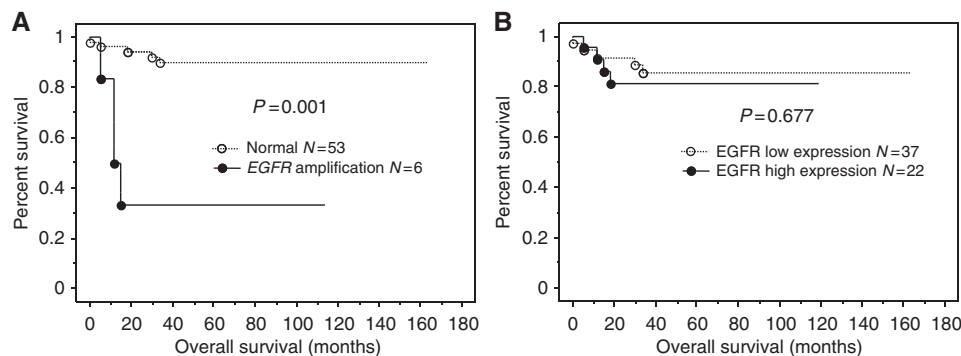 A
Percent survival
1
0.8
0.6
0.4
0.2
0
P=0.001
Normal N=53
EGFR amplification N=6
0 20 40 60 80 100 120 140 160 180
Overall survival (months)
B
Percent survival
1
0.8
0.6
0.4
0.2
0
P=0.677
EGFR low expression N=37
EGFR high expression N=22
0 20 40 60 80 100 120 140 160 180
Overall survival (months)